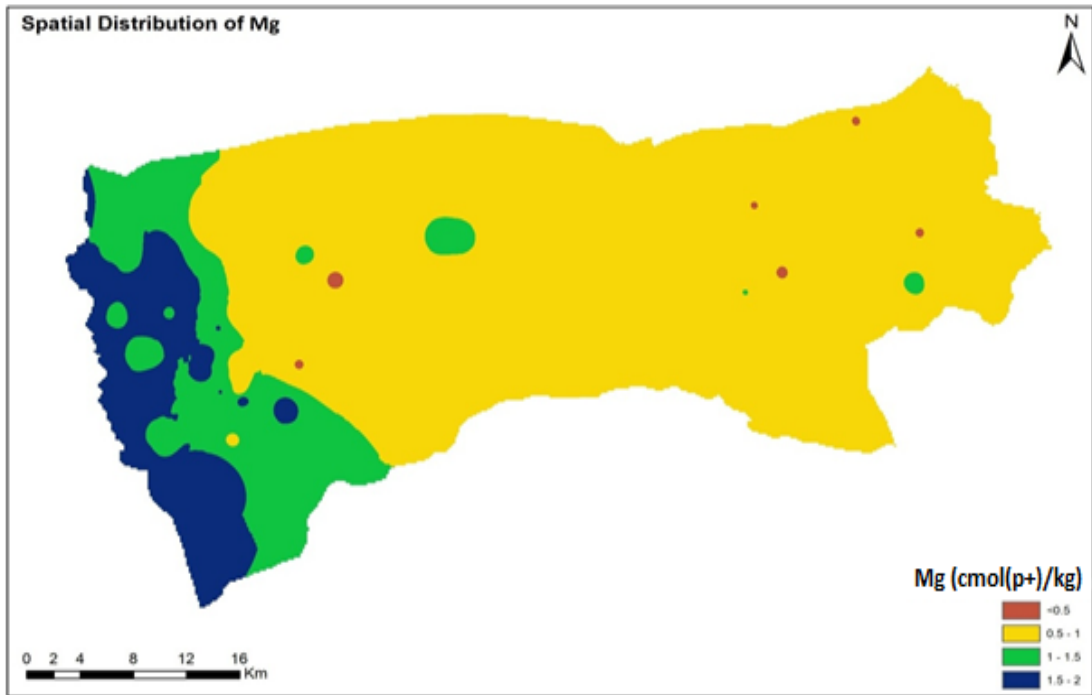 Spatial Distribution of Mg
N
Mg (cmol(p+)/kg)
<0.5
0.5 - 1
1 - 1.5
1.5 - 2
0 2 4 8 12 16
Km